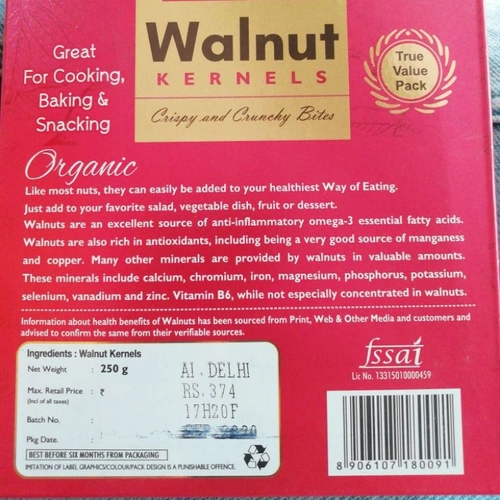 Walnut
KERNELS
Crispy and Crunchy Bites
Great
For Cooking,
Baking &
Snacking
True
Value
Pack
Organic
Like most nuts, they can easily be added to your healthiest Way of Eating.
Just add to your favorite salad, vegetable dish, fruit or dessert.
Walnuts are an excellent source of anti-inflammatory omega-3 essential fatty acids.
Walnuts are also rich in antioxidants, including being a very good source of manganess
and copper. Many other minerals are provided by walnuts in valuable amounts.
These minerals include calcium, chromium, iron, magnesium, phosphorus, potassium,
selenium, vanadium and zinc. Vitamin B6, while not especially concentrated in walnuts.
Information about health benefits of Walnuts has been sourced from Print, Web & Other Media and customers and
advised to confirm the same from their verifiable sources.
Ingredients : Walnut Kernels
Net Weight : 250 g
AI, DELHI
Max. Retail Price : ₹ RS.374
(Incl of all taxes)
Batch No. : 17H20F
Pkg Date. :
BEST BEFORE SIX MONTHS FROM PACKAGING
IMITATION OF LABEL GRAPHICS/COLOUR/PACK DESIGN IS A PUNISHABLE OFFENCE.
fssai
Lic No. 13315010000459
8 906107 180091